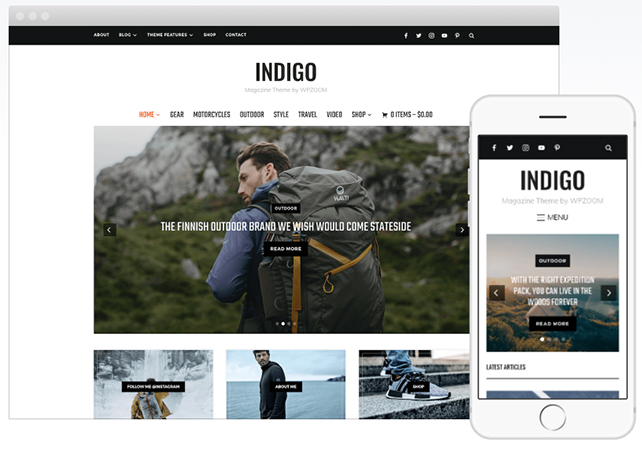 ABOUT BLOG THEME FEATURES SHOP CONTACT
INDIGO
Magazine Theme by WPZOOM
HOME GEAR MOTORCYCLES OUTDOOR STYLE TRAVEL VIDEO SHOP 0 ITEMS – $0.00
OUTDOOR
THE FINNISH OUTDOOR BRAND WE WISH WOULD COME STATESIDE
READ MORE
FOLLOW ME @INSTAGRAM
ABOUT ME
SHOP
INDIGO
Magazine Theme by WPZOOM
MENU
OUTDOOR
WITH THE RIGHT EXPEDITION
PACK, YOU CAN LIVE IN THE
WOODS FOREVER
READ MORE
LATEST ARTICLES